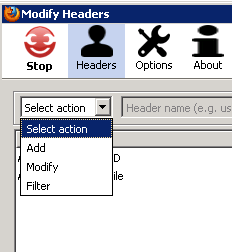 Modify Headers
Stop Headers Options About
Select action Header name (e.g. us
Select action
Add
Modify
Filter